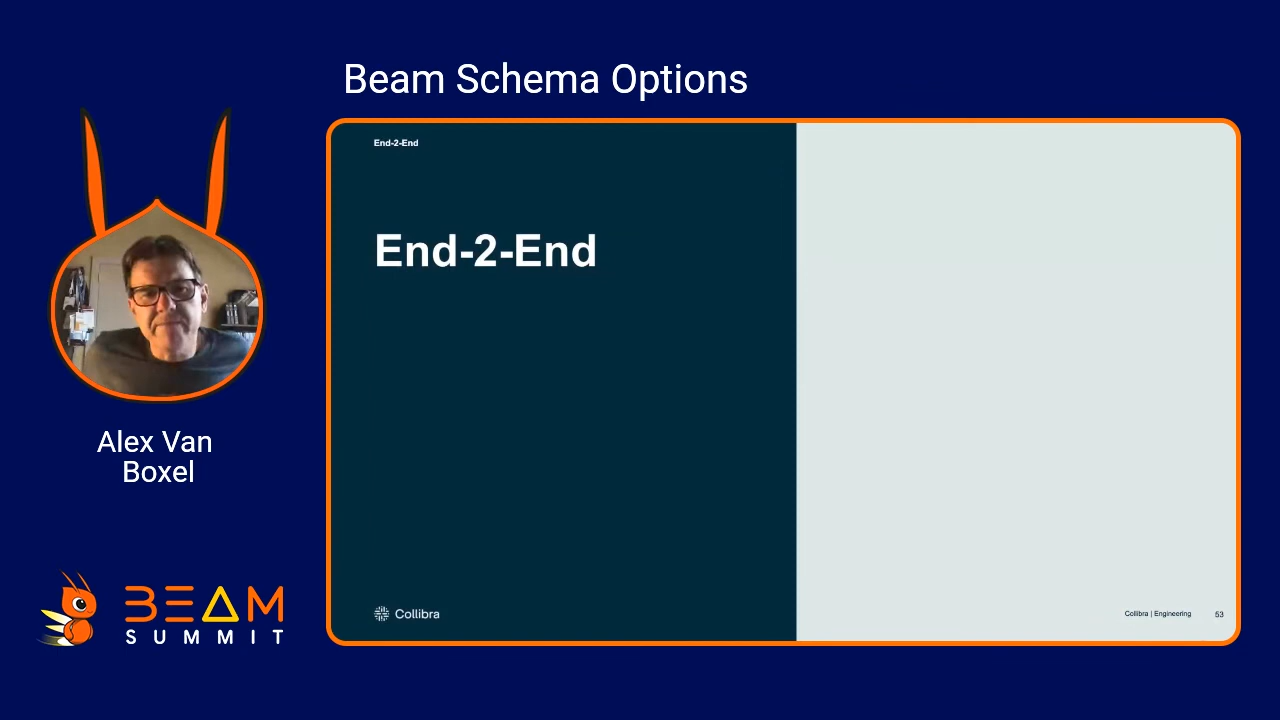 Beam Schema Options
End-2-End
End-2-End
Alex Van
Boxel
BEAM
SUMMIT
Collibra
Collibra | Engineering 53